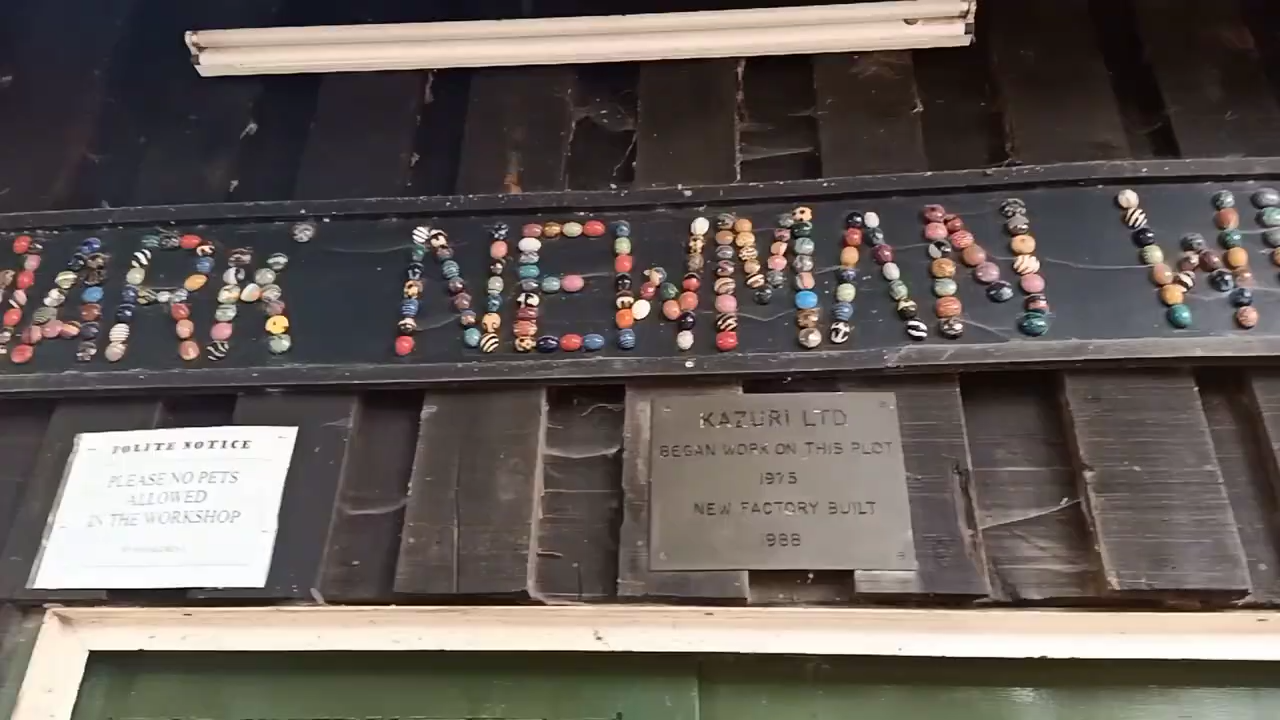 NEWMAN W
POLITE NOTICE
PLEASE NO PETS
ALLOWED
IN THE WORKSHOP
KAZURI LTD
BEGAN WORK ON THIS PLOT
1975
NEW FACTORY BUILT
1988